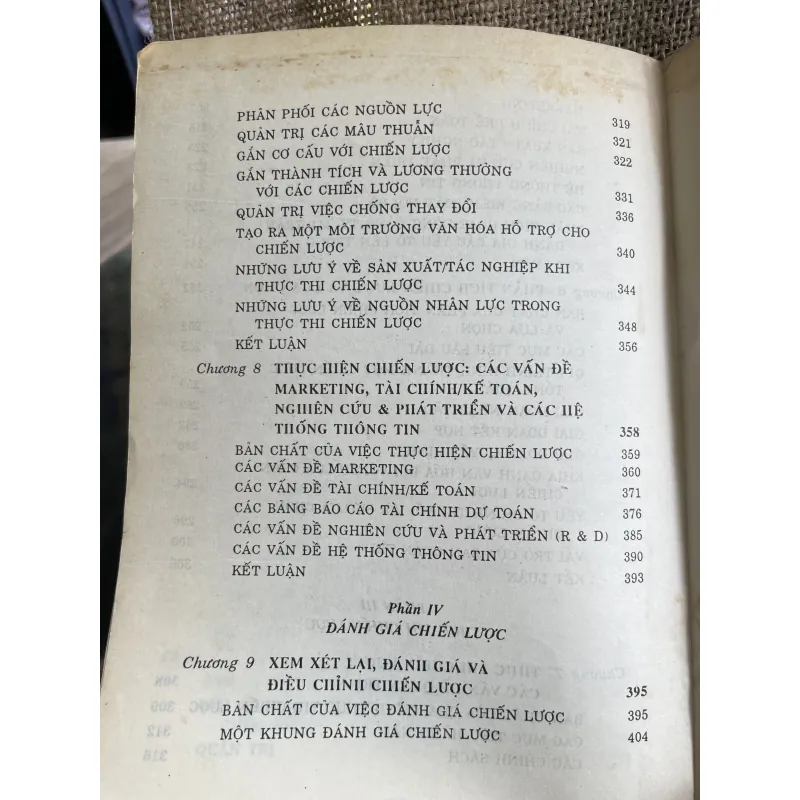 PHÂN PHỐI CÁC NGUỒN LỰC 319
QUẢN TRỊ CÁC MÂU THUẪN 321
GẮN CƠ CẤU VỚI CHIẾN LƯỢC 322
GẮN THÀNH TÍCH VÀ LƯƠNG THƯỞNG
VỚI CÁC CHIẾN LƯỢC 331
QUẢN TRỊ VIỆC CHỐNG THAY ĐỔI 336
TẠO RA MỘT MÔI TRƯỜNG VĂN HÓA HỖ TRỢ CHO
CHIẾN LƯỢC 340
NHỮNG LƯU Ý VỀ SẢN XUẤT/TÁC NGHIỆP KHI
THỰC THI CHIẾN LƯỢC 344
NHỮNG LƯU Ý VỀ NGUỒN NHÂN LỰC TRONG
THỰC THI CHIẾN LƯỢC 348
KẾT LUẬN 356
Chương 8 THỰC HIỆN CHIẾN LƯỢC: CÁC VẤN ĐỀ
MARKETING, TÀI CHÍNH/KẾ TOÁN,
NGHIÊN CỨU & PHÁT TRIỂN VÀ CÁC HỆ
THỐNG THÔNG TIN 358
BẢN CHẤT CỦA VIỆC THỰC HIỆN CHIẾN LƯỢC 359
CÁC VẤN ĐỀ MARKETING 360
CÁC VẤN ĐỀ TÀI CHÍNH/KẾ TOÁN 371
CÁC BẢNG BÁO CÁO TÀI CHÍNH DỰ TOÁN 376
CÁC VẤN ĐỀ NGHIÊN CỨU VÀ PHÁT TRIỂN (R & D) 385
CÁC VẤN ĐỀ HỆ THỐNG THÔNG TIN 390
KẾT LUẬN 393
Phần IV
ĐÁNH GIÁ CHIẾN LƯỢC
Chương 9 XEM XÉT LẠI, ĐÁNH GIÁ VÀ
ĐIỀU CHỈNH CHIẾN LƯỢC 395
BẢN CHẤT CỦA VIỆC ĐÁNH GIÁ CHIẾN LƯỢC 395
MỘT KHUNG ĐÁNH GIÁ CHIẾN LƯỢC 404